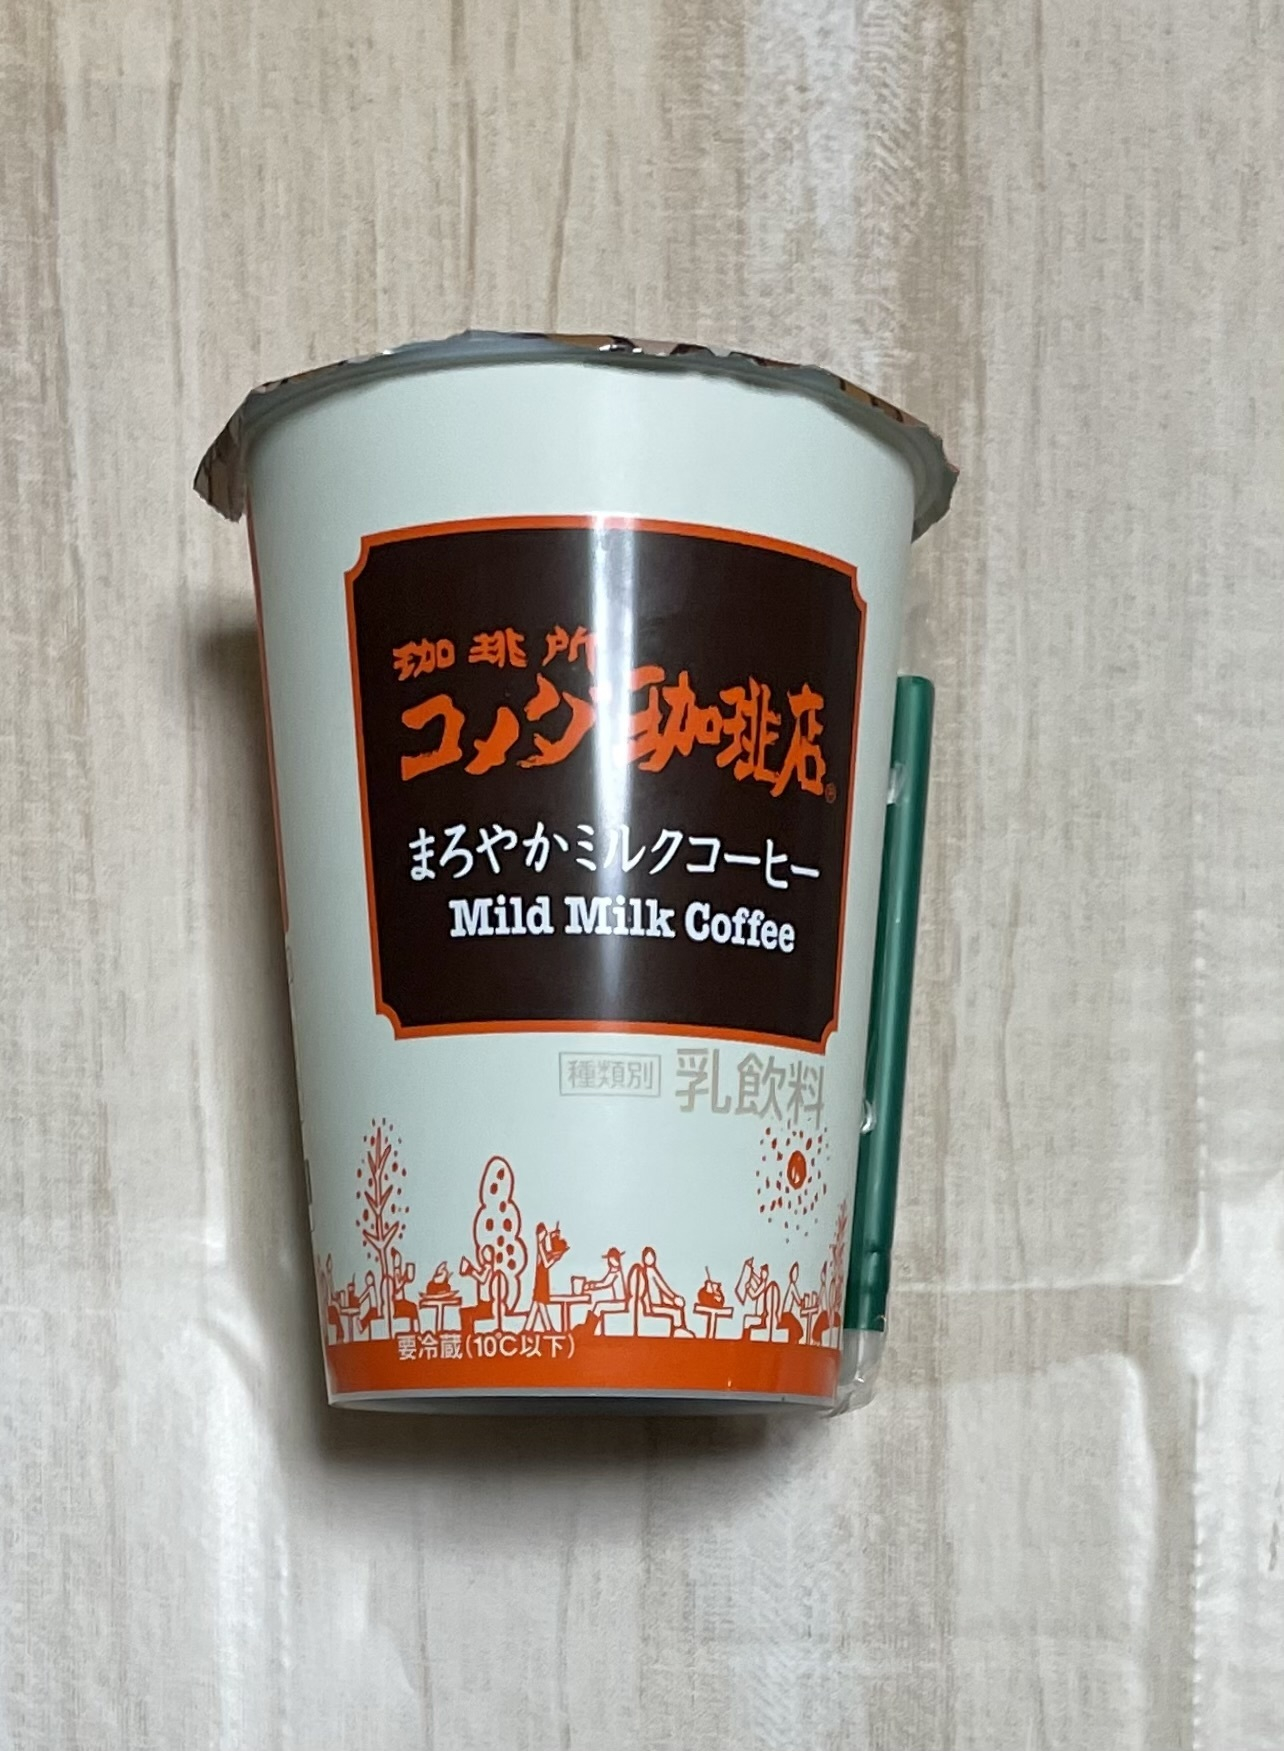 珈琲所
コメダ珈琲店®
まろやかミルクコーヒー
Mild Milk Coffee
種類別 乳飲料
要冷蔵(10℃以下)